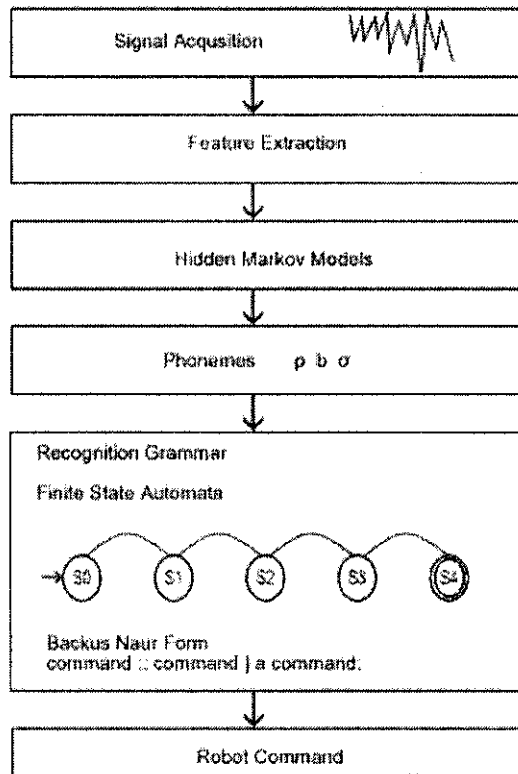 Signal Acqusition
Feature Extraction
Hidden Markov Models
Phonemes p b σ
Recognition Grammar
Finite State Automata
S0 S1 S2 S3 S4
Backus Naur Form
command :: command | a command;
Robot Command